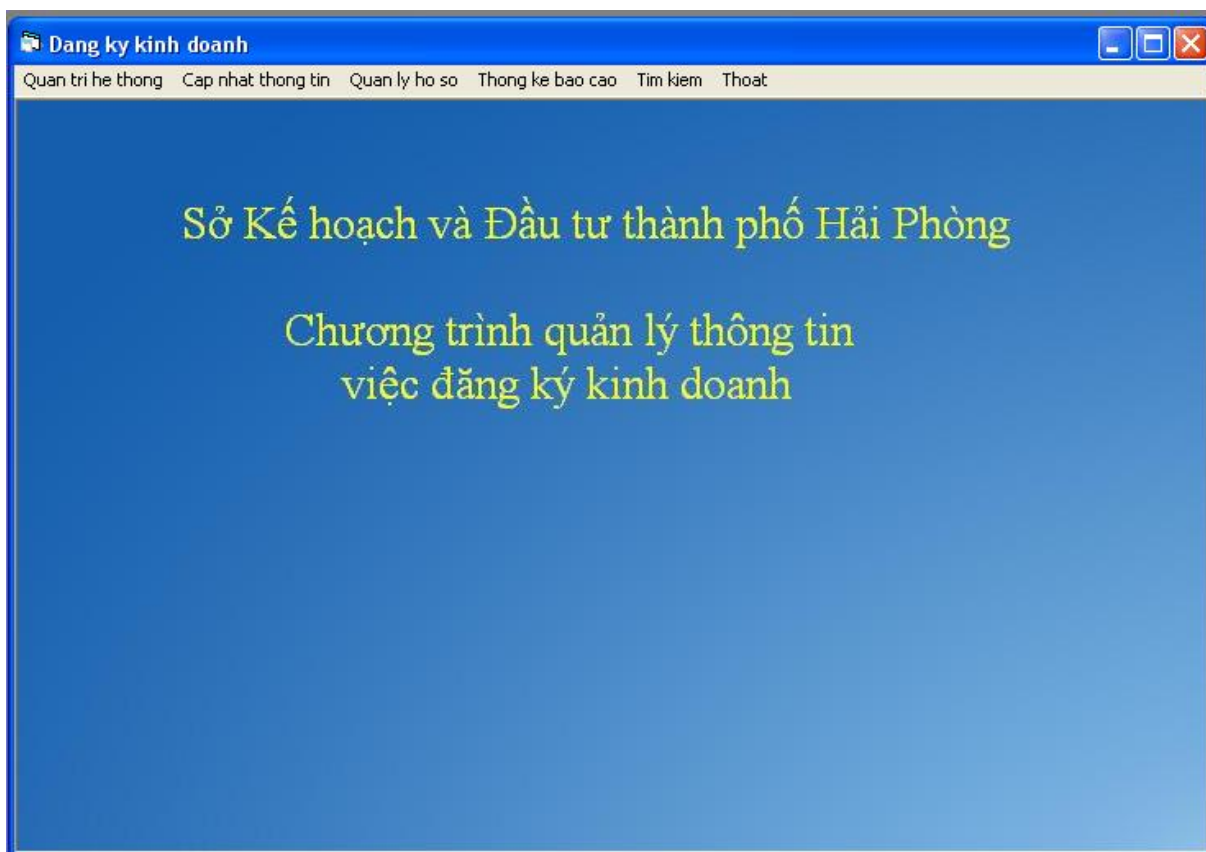 Dang ky kinh doanh
Quan tri he thong Cap nhat thong tin Quan ly ho so Thong ke bao cao Tim kiem Thoat
Sở Kế hoạch và Đầu tư thành phố Hải Phòng
Chương trình quản lý thông tin
việc đăng ký kinh doanh